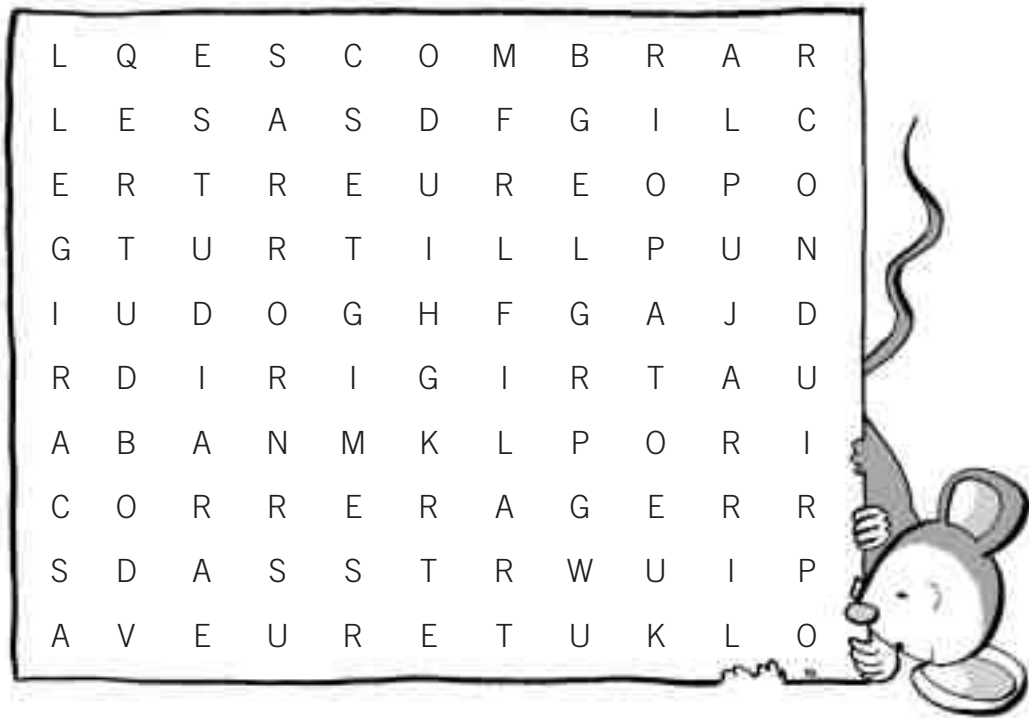 L Q E S C O M B R A R
L E S A S D F G I L C
E R T R E U R E O P O
G T U R T I L L P U N
I U D O G H F G A J D
R D I R I G I R T A U
A B A N M K L P O R I
C O R R E R A G E R R
S D A S S T R W U I P
A V E U R E T U K L O